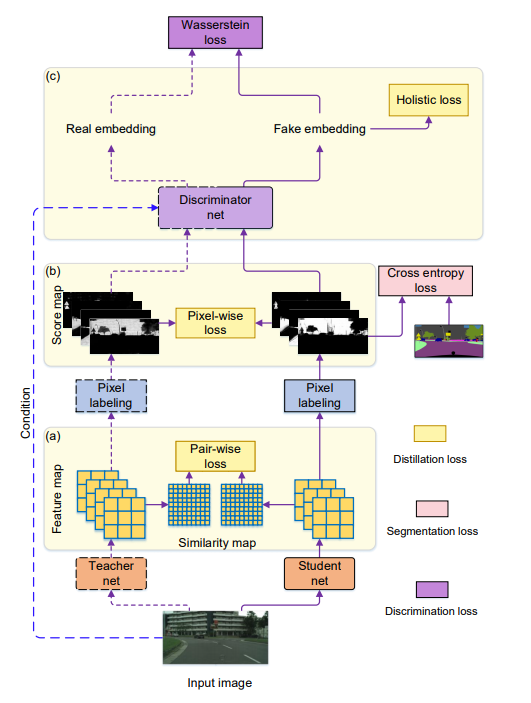 Wasserstein
loss
(c)
Holistic loss
Real embedding
Fake embedding
Discriminator
net
(b)
Score map
Pixel-wise
loss
Cross entropy
loss
Pixel
labeling
Pixel
labeling
Condition
(a)
Feature map
Pair-wise
loss
Similarity map
Teacher
net
Student
net
Input image
Distillation loss
Segmentation loss
Discrimination loss